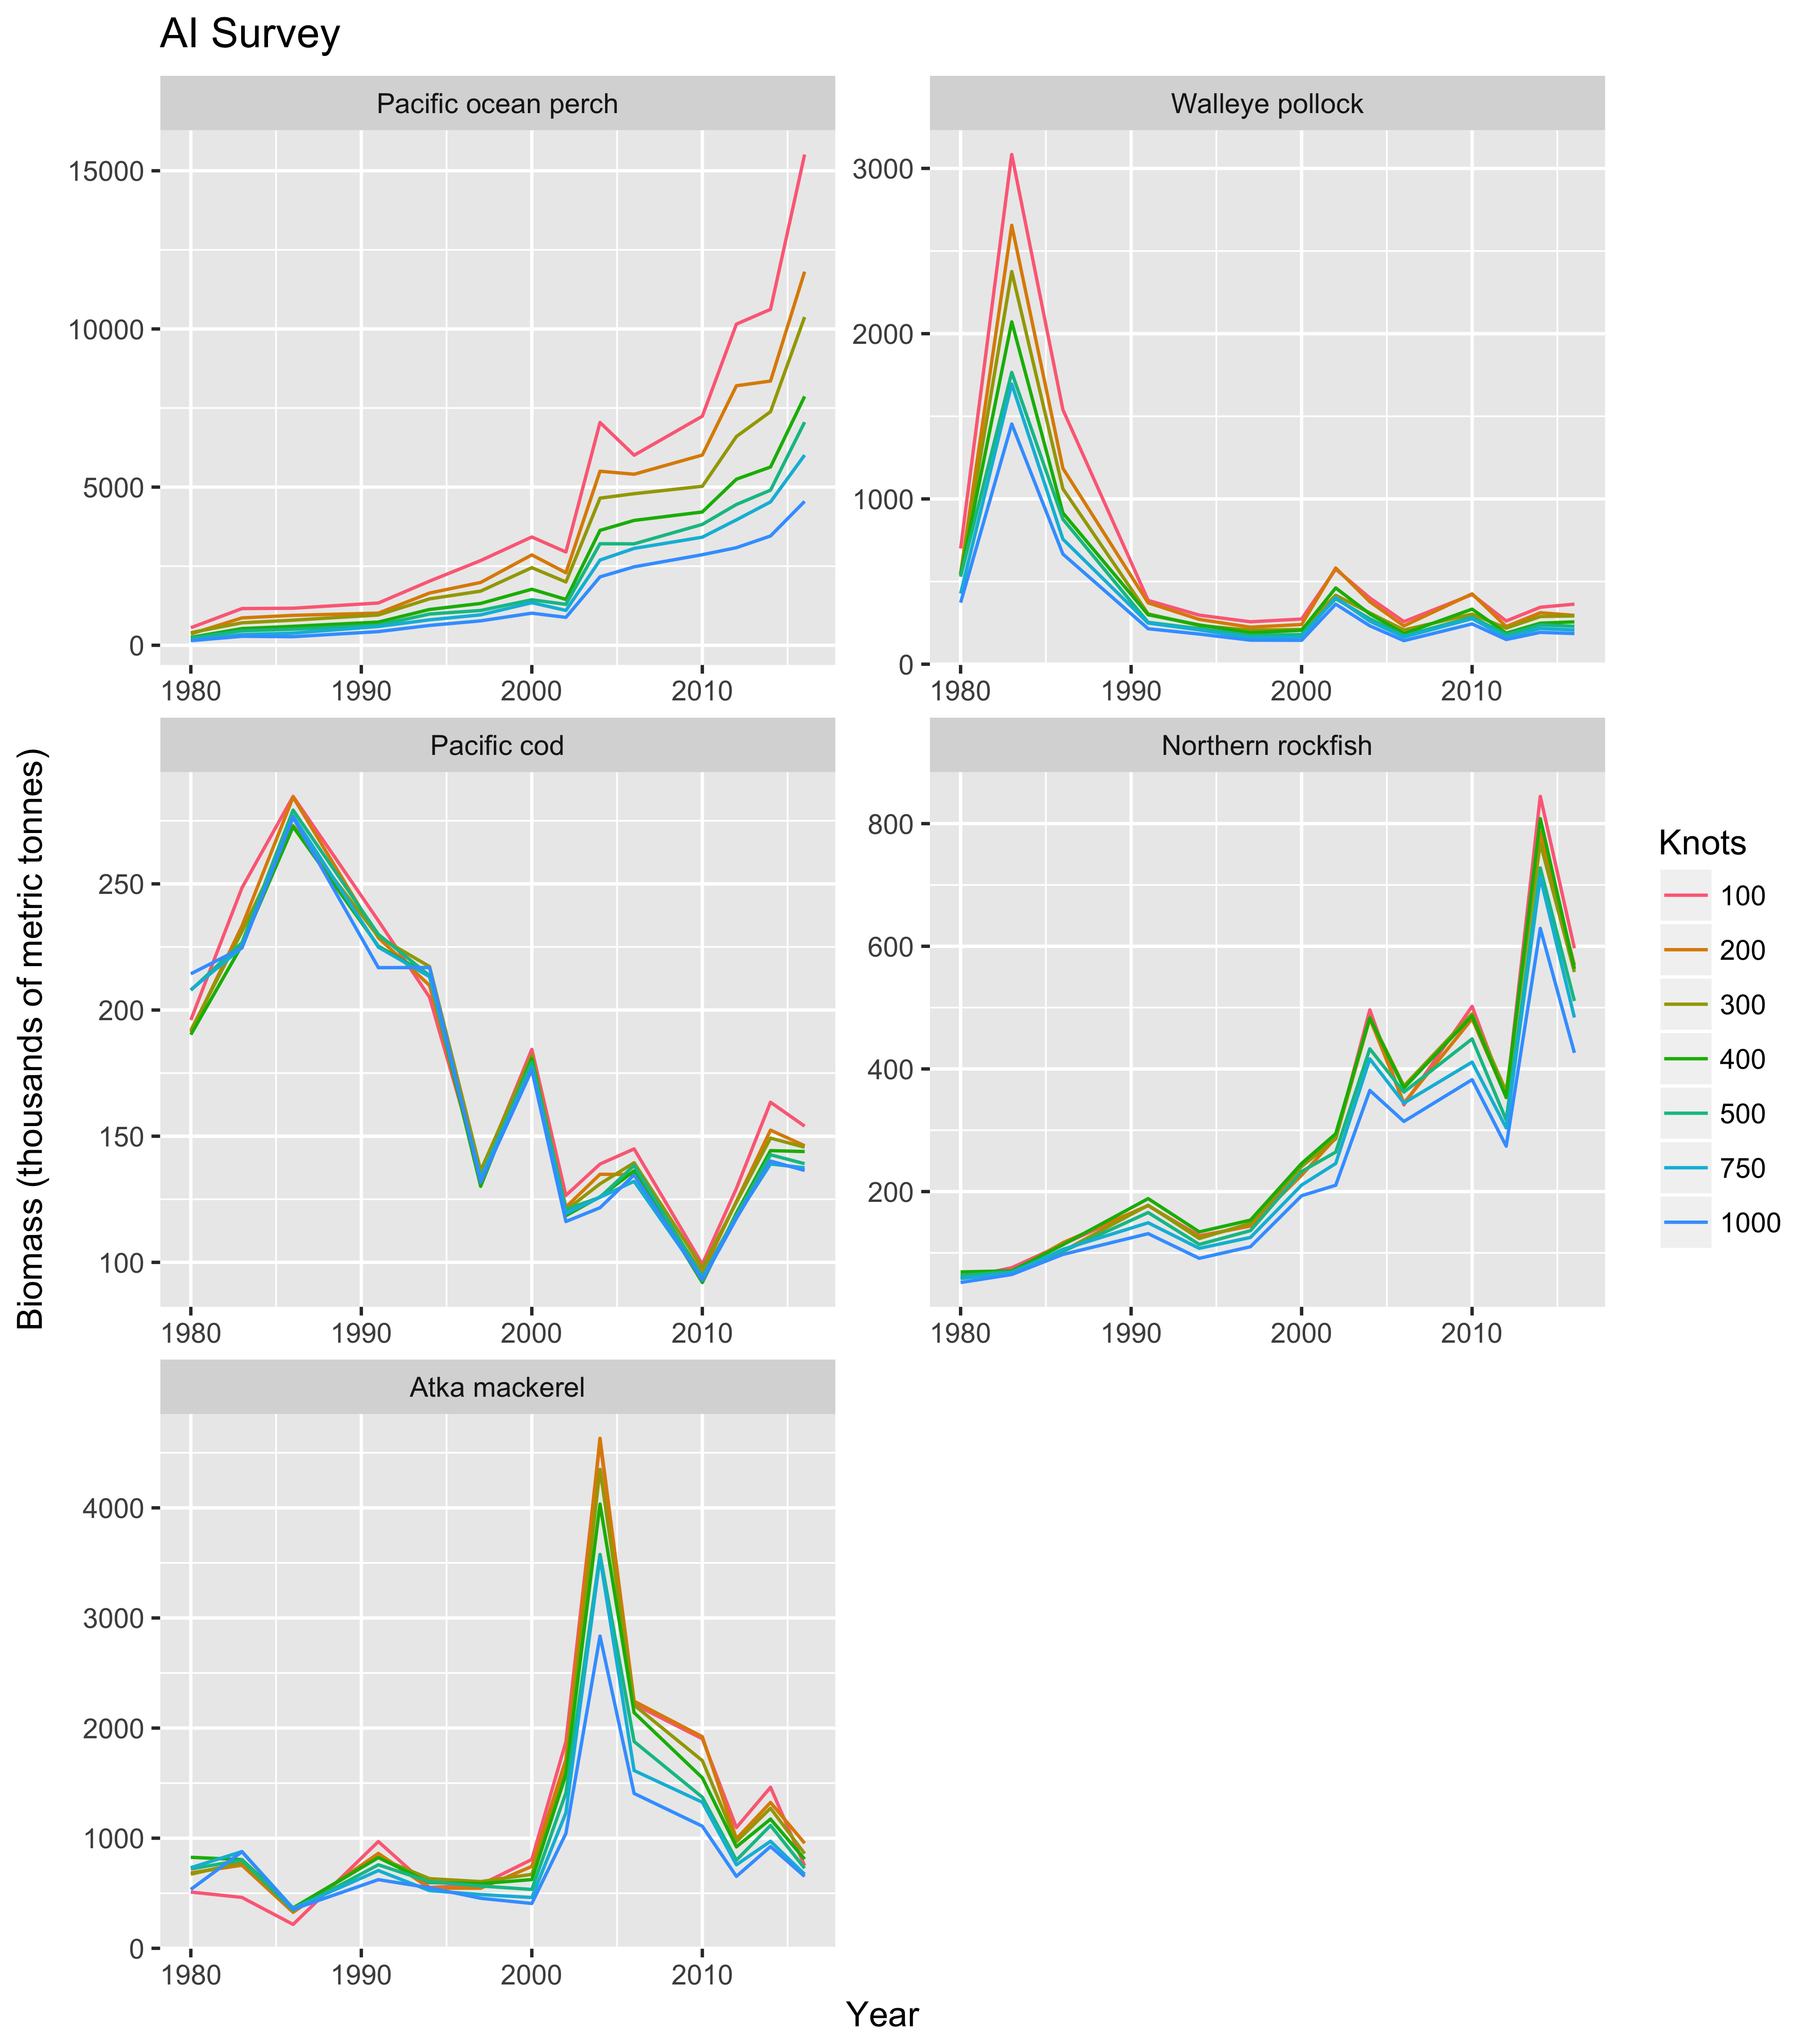 AI Survey
Pacific ocean perch
Walleye pollock
15000
10000
5000
0
3000
2000
1000
0
1980 1990 2000 2010
1980 1990 2000 2010
Pacific cod
Northern rockfish
250
200
150
100
800
600
400
200
1980 1990 2000 2010
1980 1990 2000 2010
Atka mackerel
4000
3000
2000
1000
0
1980 1990 2000 2010
Year
Biomass (thousands of metric tonnes)
Knots
100
200
300
400
500
750
1000